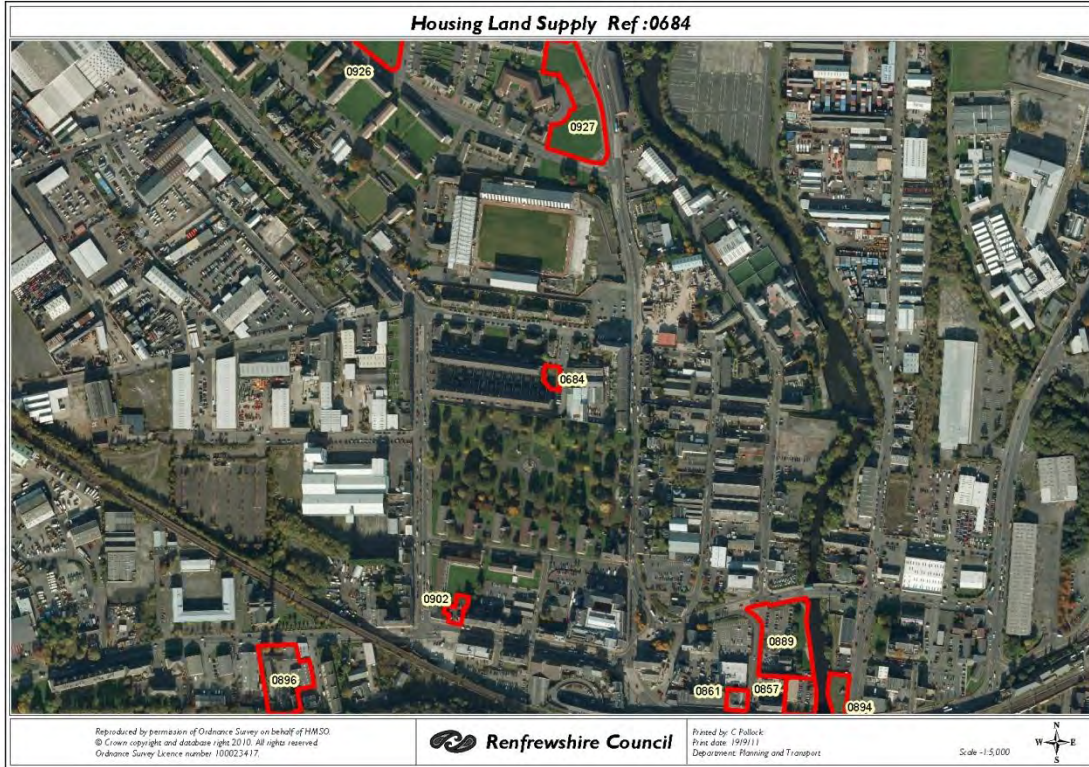 Housing Land Supply Ref :0684
0926
0927
0684
0902
0889
0896
0861
0857
0894
Reproduced by permission of Ordnance Survey on behalf of HMSO.
© Crown copyright and database right 2010. All rights reserved
Ordnance Survey Licence number 100023417.
Renfrewshire Council
Printed by: C Pollock
Print date: 19/9/11
Department: Planning and Transport
Scale -1:5,000
N
W E
S